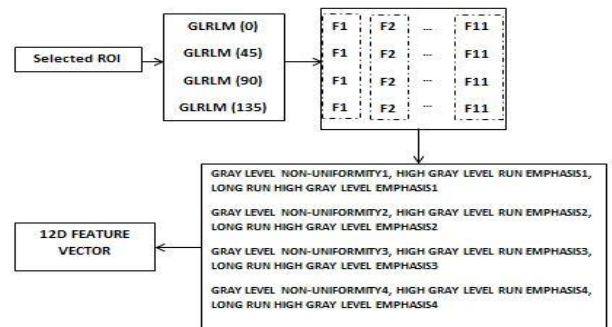 Selected ROI
GLRLM (0)
GLRLM (45)
GLRLM (90)
GLRLM (135)
F1 F2 ... F11
F1 F2 F11
F1 F2 ... F11
F1 F2 ... F11
GRAY LEVEL NON-UNIFORMITY1, HIGH GRAY LEVEL RUN EMPHASIS1,
LONG RUN HIGH GRAY LEVEL EMPHASIS1
GRAY LEVEL NON-UNIFORMITY2, HIGH GRAY LEVEL RUN EMPHASIS2,
LONG RUN HIGH GRAY LEVEL EMPHASIS2
GRAY LEVEL NON-UNIFORMITY3, HIGH GRAY LEVEL RUN EMPHASIS3,
LONG RUN HIGH GRAY LEVEL EMPHASIS3
GRAY LEVEL NON-UNIFORMITY4, HIGH GRAY LEVEL RUN EMPHASIS4,
LONG RUN HIGH GRAY LEVEL EMPHASIS4
12D FEATURE
VECTOR